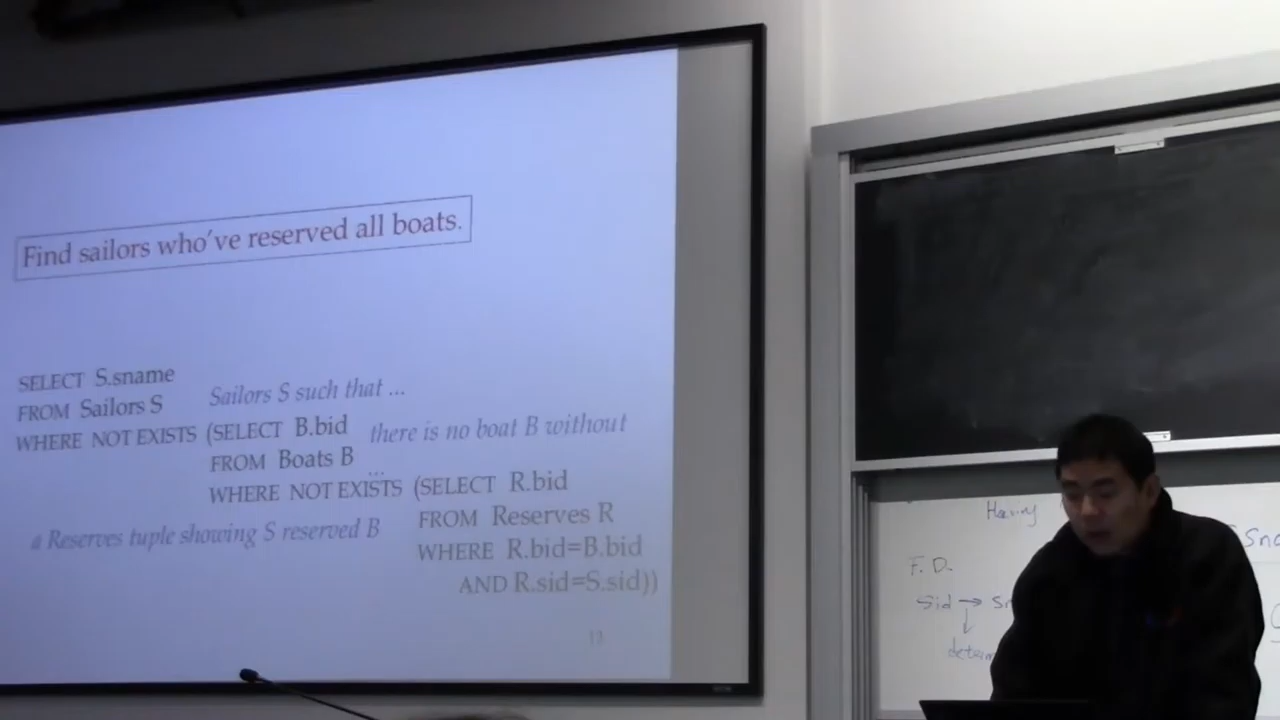 Find sailors who've reserved all boats.
SELECT S.sname
FROM Sailors S
Sailors S such that ...
WHERE NOT EXISTS (SELECT B.bid
there is no boat B without
FROM Boats B
...
WHERE NOT EXISTS (SELECT R.bid
a Reserves tuple showing S reserved B
FROM Reserves R
WHERE R.bid=B.bid
AND R.sid=S.sid))
13
F. D.
Sid →